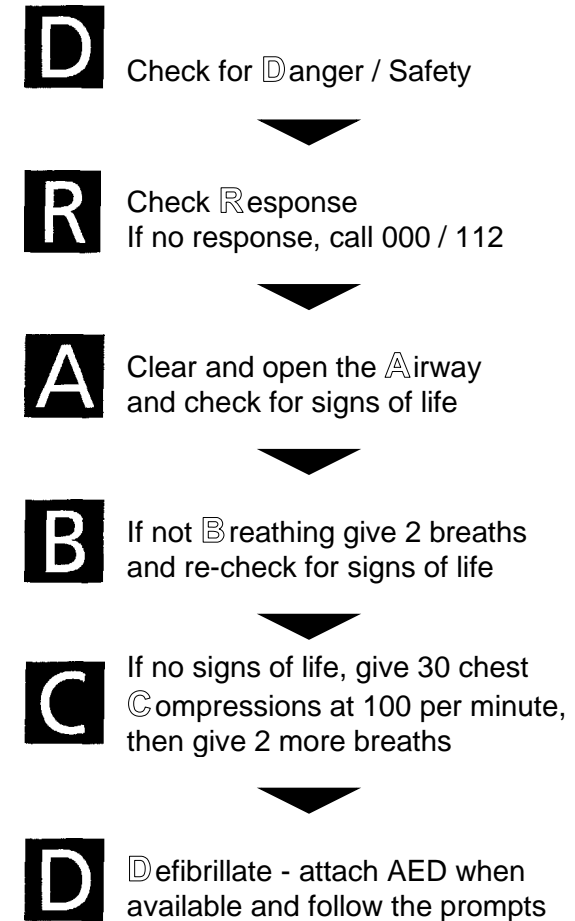 D
Check for Danger / Safety
R
Check Response
If no response, call 000 / 112
A
Clear and open the Airway
and check for signs of life
B
If not Breathing give 2 breaths
and re-check for signs of life
C
If no signs of life, give 30 chest
Compressions at 100 per minute,
then give 2 more breaths
D
Defibrillate - attach AED when
available and follow the prompts